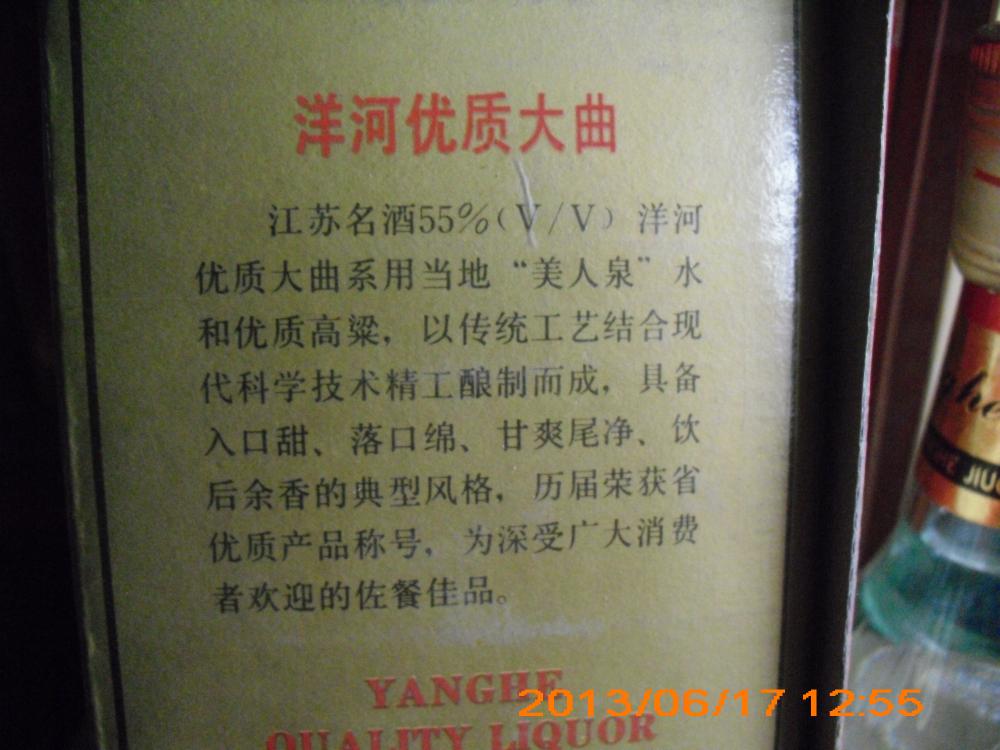 洋河优质大曲
江苏名酒55%(V/V) 洋河
优质大曲系用当地“美人泉”水
和优质高粱，以传统工艺结合现
代科学技术精工酿制而成，具备
入口甜、落口绵、甘爽尾净、饮
后余香的典型风格，历届荣获省
优质产品称号，为深受广大消费
者欢迎的佐餐佳品。
YANGHE
QUALITY LIQUOR
2013/06/17 12:55